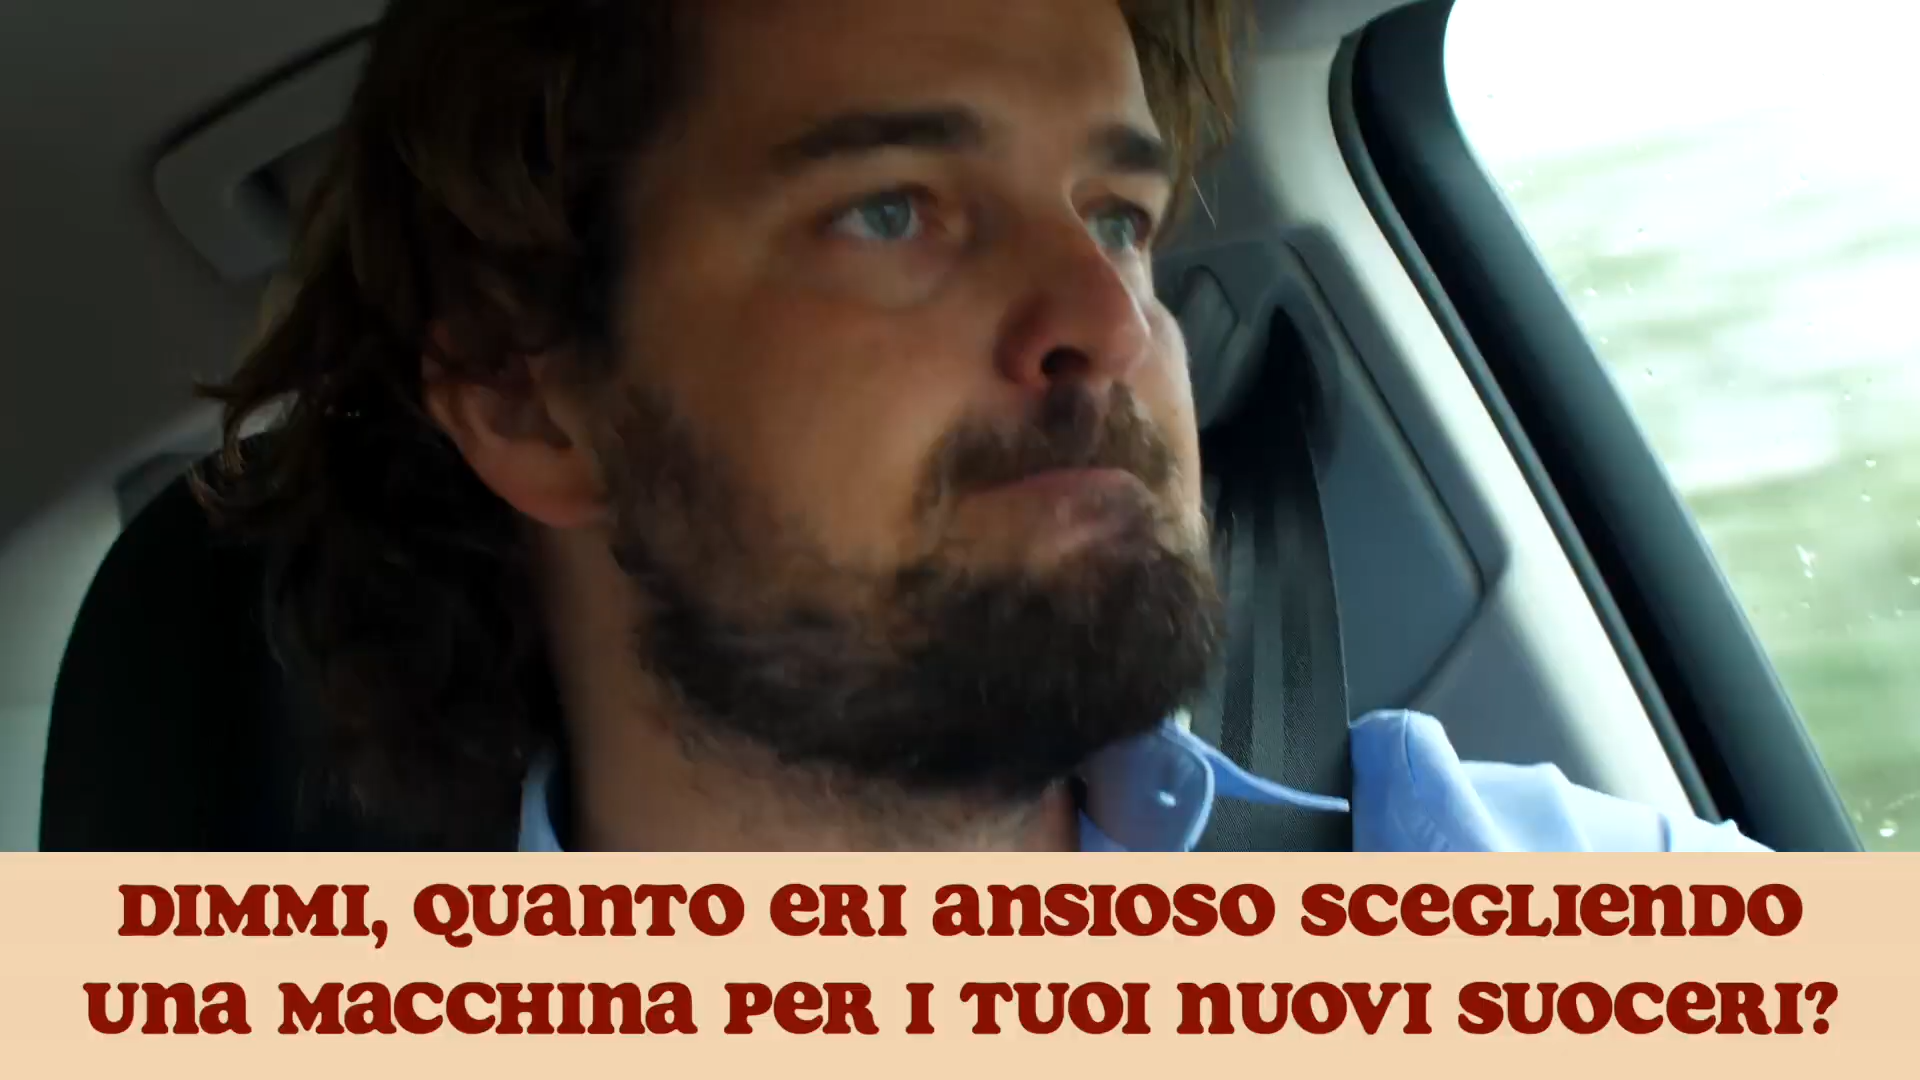 DIMMI, QUANTO ERI ANSIOSO SCEGLIENDO
UNA MACCHINA PER I TUOI NUOVI SUOCERI?